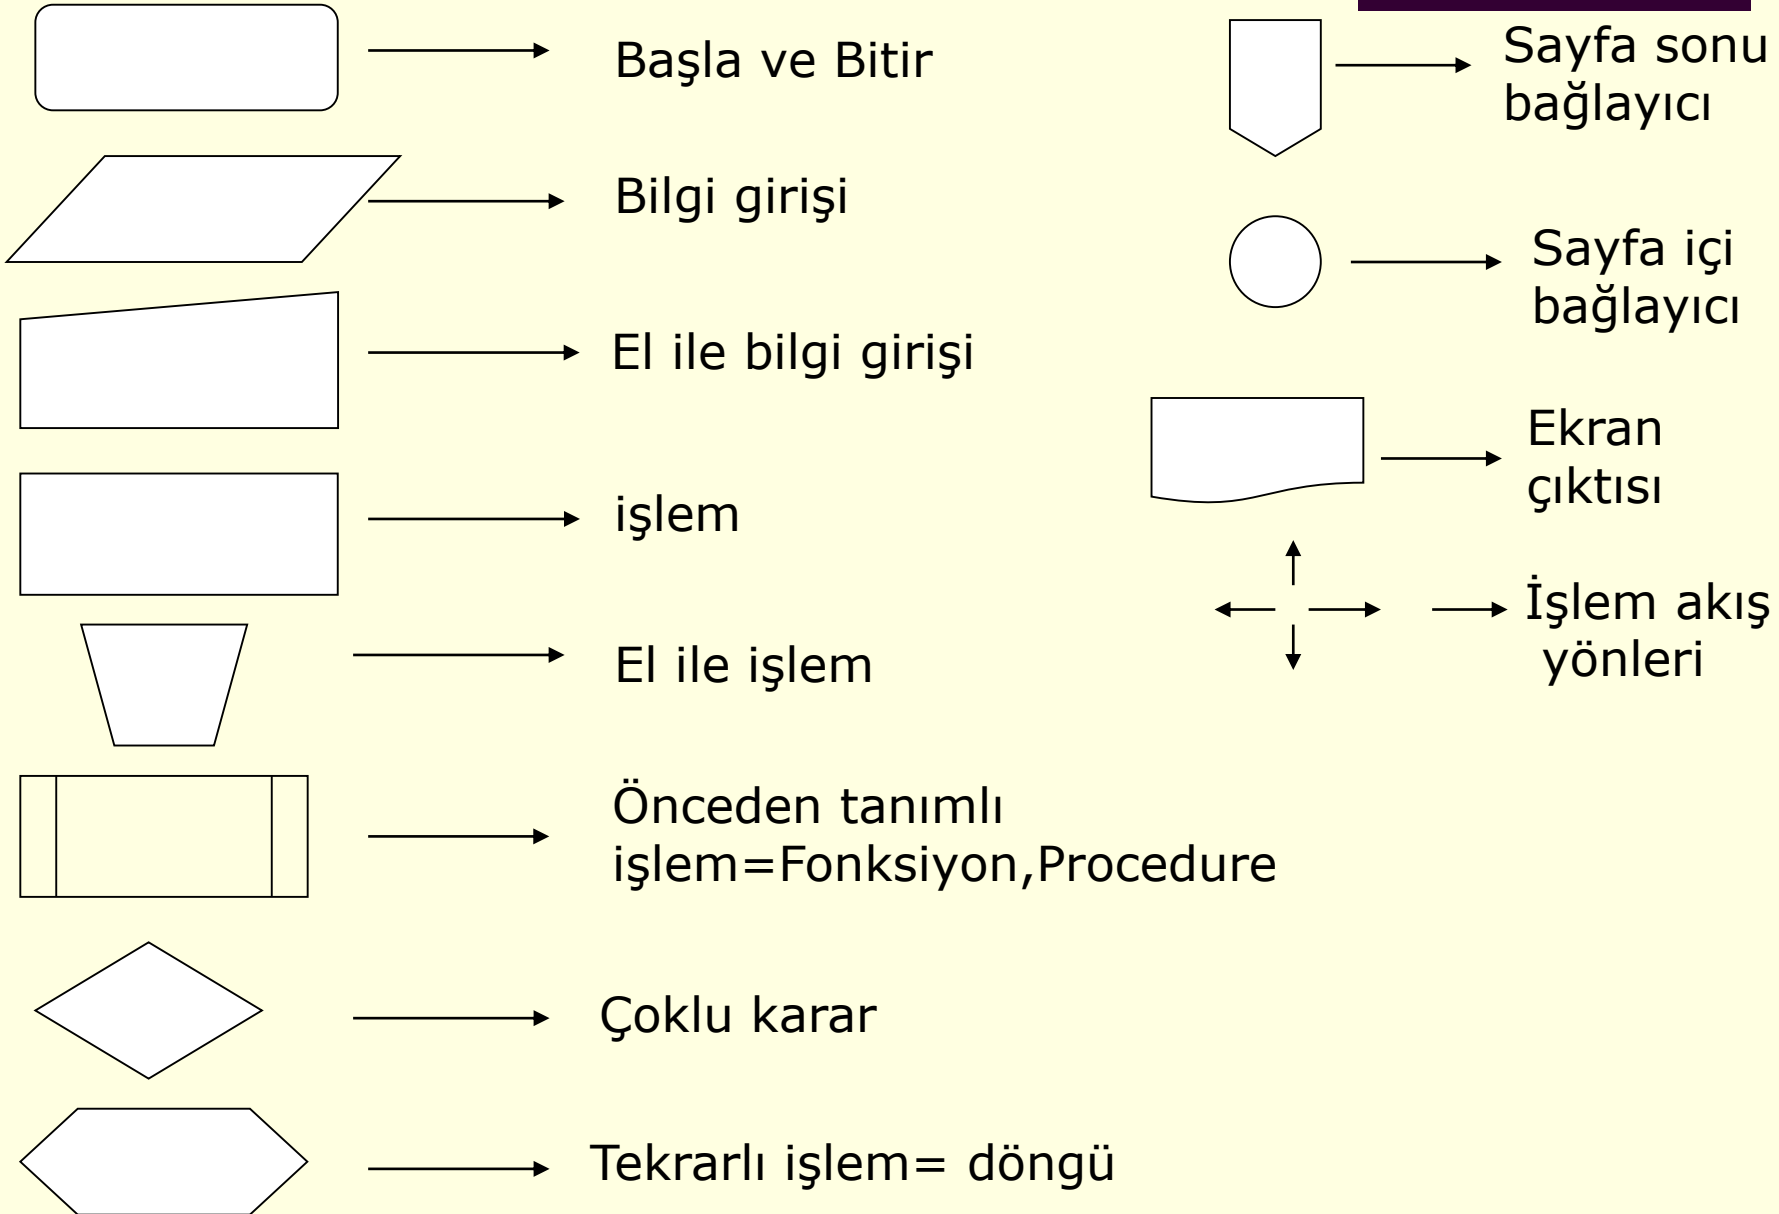 Başla ve Bitir
Bilgi girişi
El ile bilgi girişi
işlem
El ile işlem
Önceden tanımlı
işlem=Fonksiyon,Procedure
Çoklu karar
Tekrarlı işlem= döngü
Sayfa sonu
bağlayıcı
Sayfa içi
bağlayıcı
Ekran
çıktısı
İşlem akış
yönleri